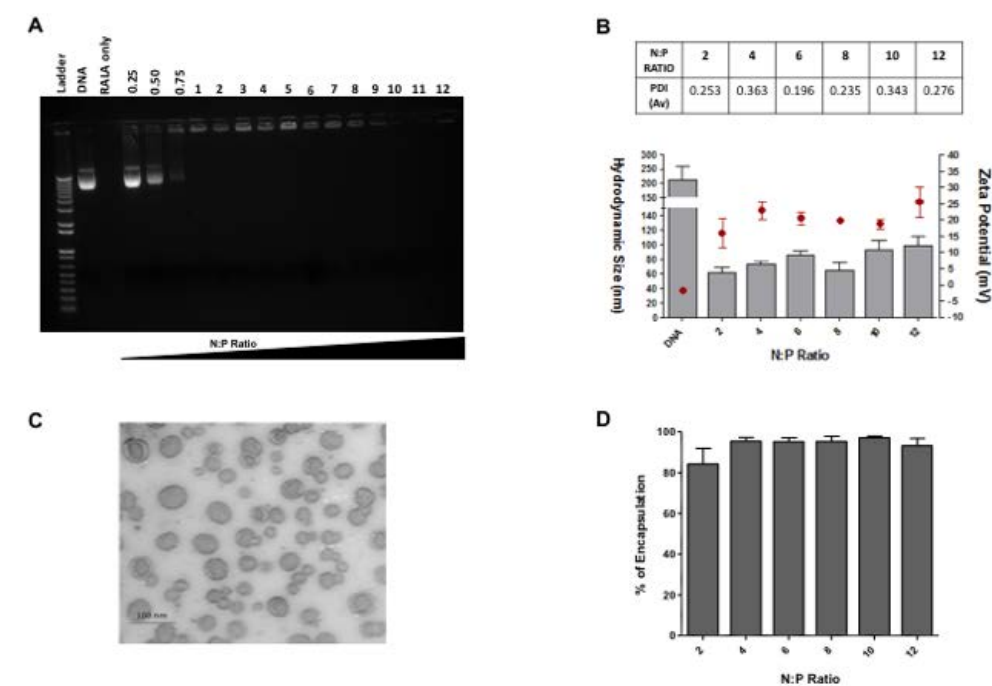 A
Ladder
DNA
RALA only
0.25
0.50
0.75
1 2 3 4 5 6 7 8 9 10 11 12
N:P Ratio
B
N:P RATIO 2 4 6 8 10 12
PDI (Av) 0.253 0.363 0.196 0.235 0.343 0.276
Hydrodynamic Size (nm)
300
250
200
150
140
120
100
80
60
40
20
0
40
35
30
25
20
15
10
5
0
-5
-10
Zeta Potential (mV)
DNA 2 4 6 8 10 12
N:P Ratio
C
100 nm
D
% of Encapsulation
100
80
60
40
20
0
2 4 6 8 10 12
N:P Ratio